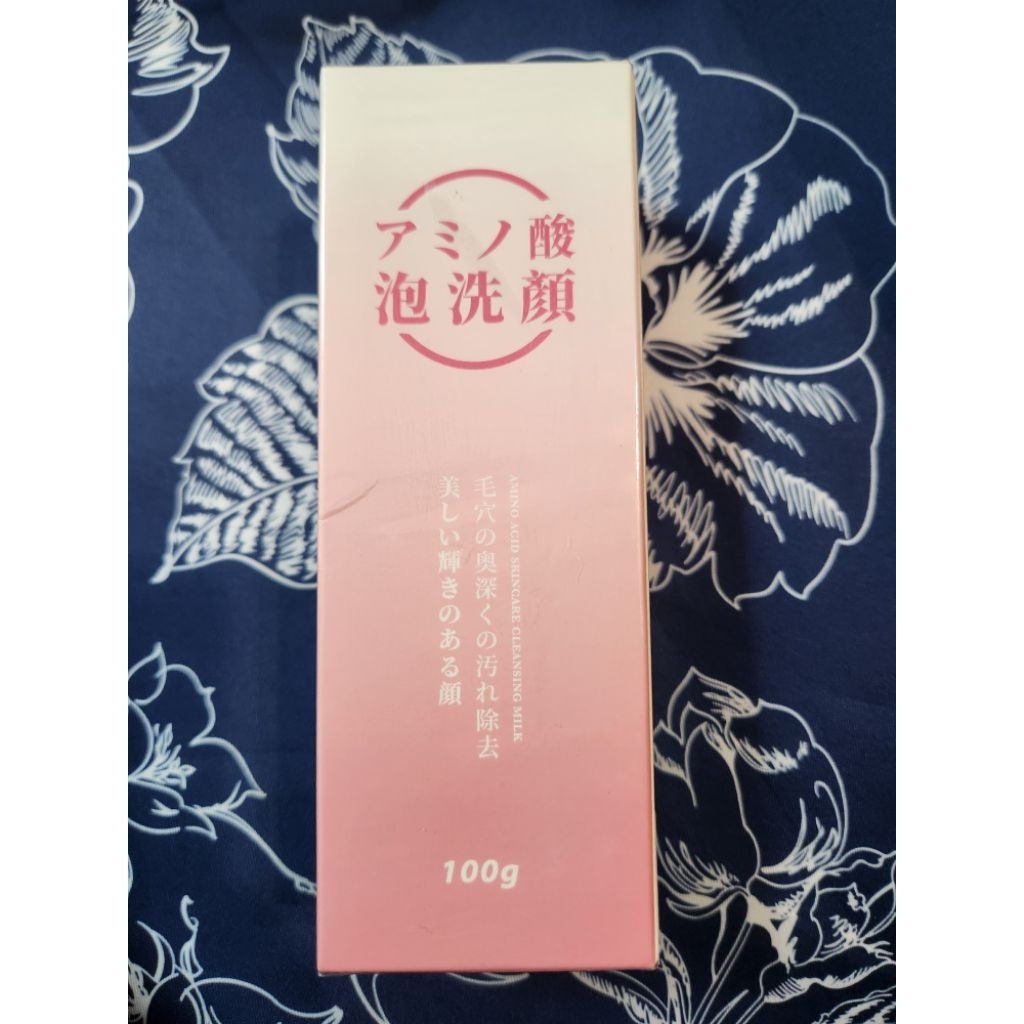 アミノ酸
泡洗顔
AMINO ACID SKINCARE CLEANSING MILK
毛穴の奥深くの汚れ除去
美しい輝きのある顔
100g